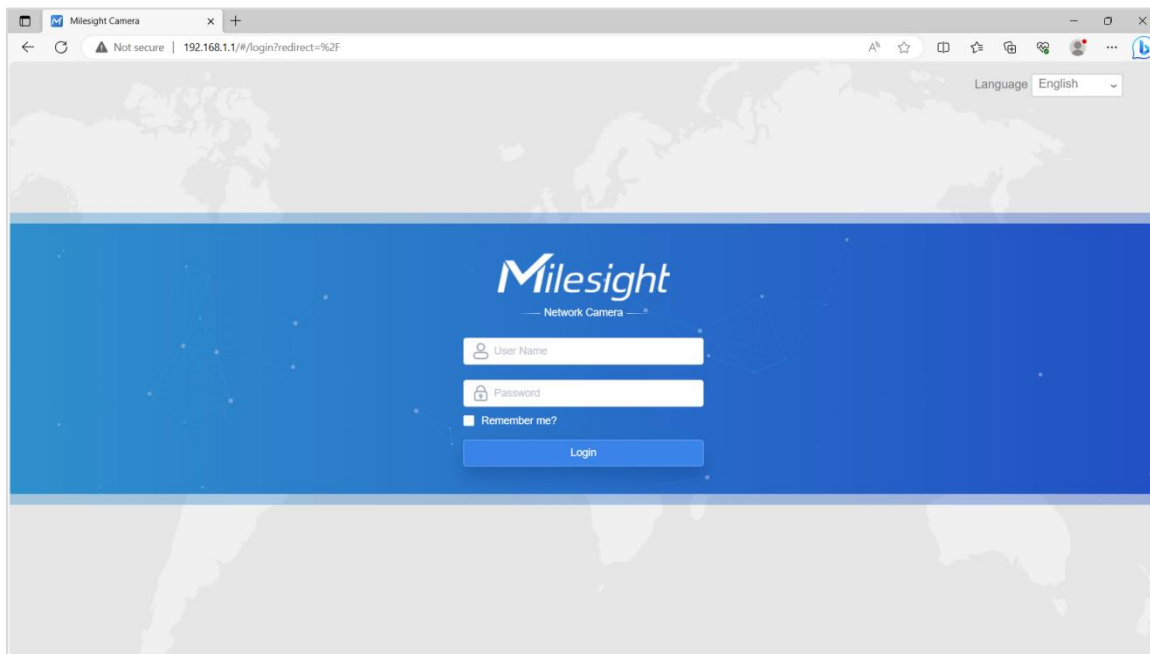 Milesight Camera
Not secure | 192.168.1.1/#/login?redirect=%2F
Language English
Milesight
Network Camera
User Name
Password
Remember me?
Login